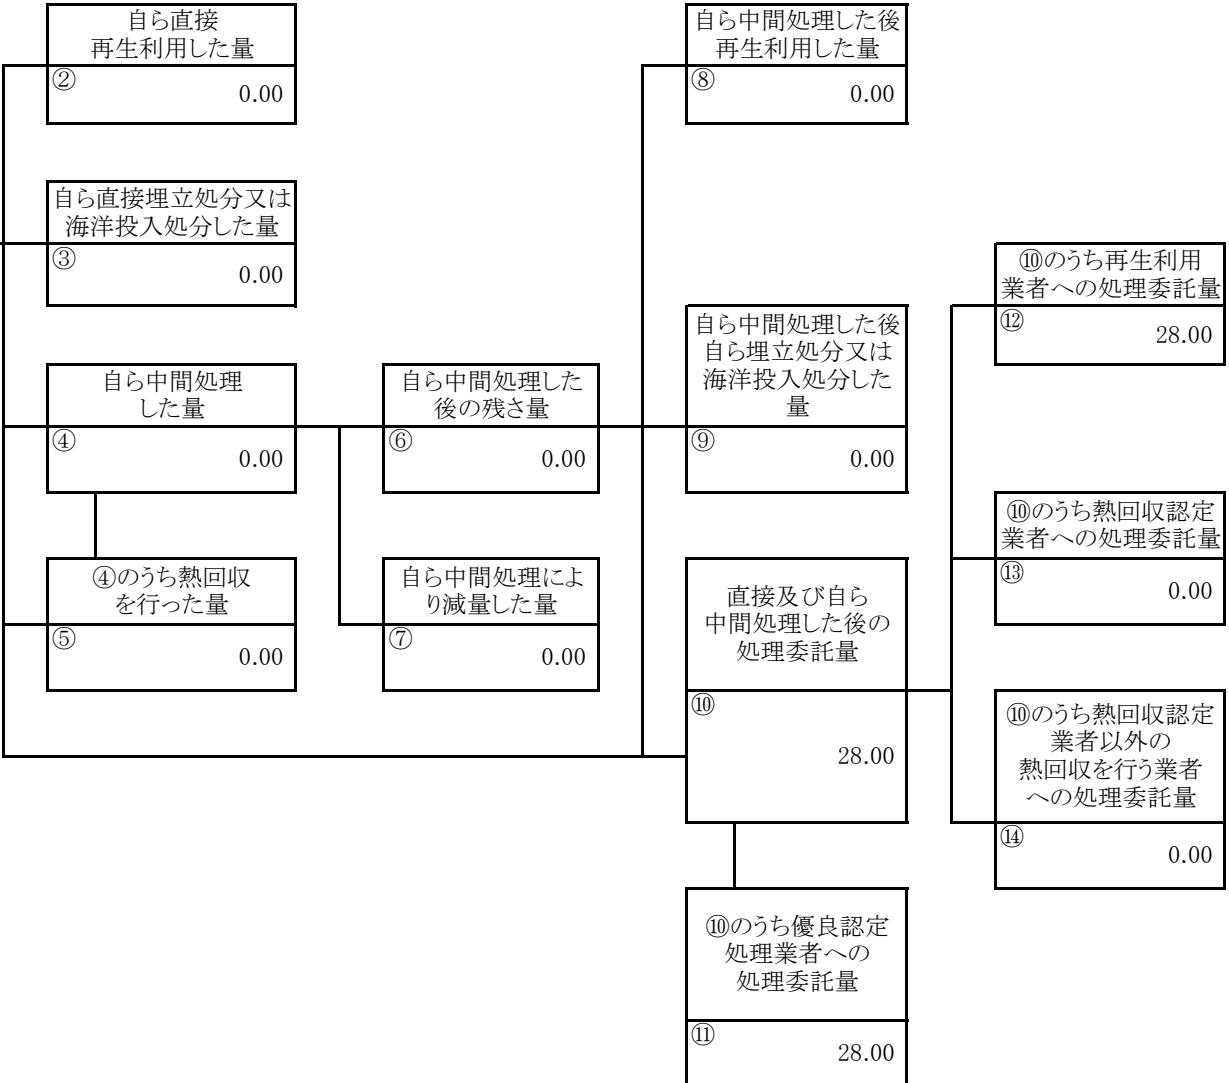 自ら直接
再生利用した量
②
0.00
自ら中間処理した後
再生利用した量
⑧
0.00
自ら直接埋立処分又は
海洋投入処分した量
③
0.00
⑩のうち再生利用
業者への処理委託量
⑫
28.00
自ら中間処理した後
自ら埋立処分又は
海洋投入処分した
量
⑨
0.00
自ら中間処理
した量
④
0.00
自ら中間処理した
後の残さ量
⑥
0.00
⑩のうち熱回収認定
業者への処理委託量
⑬
0.00
④のうち熱回収
を行った量
⑤
0.00
自ら中間処理によ
り減量した量
⑦
0.00
直接及び自ら
中間処理した後の
処理委託量
⑩
28.00
⑩のうち熱回収認定
業者以外の
熱回収を行う業者
への処理委託量
⑭
0.00
⑩のうち優良認定
処理業者への
処理委託量
⑪
28.00